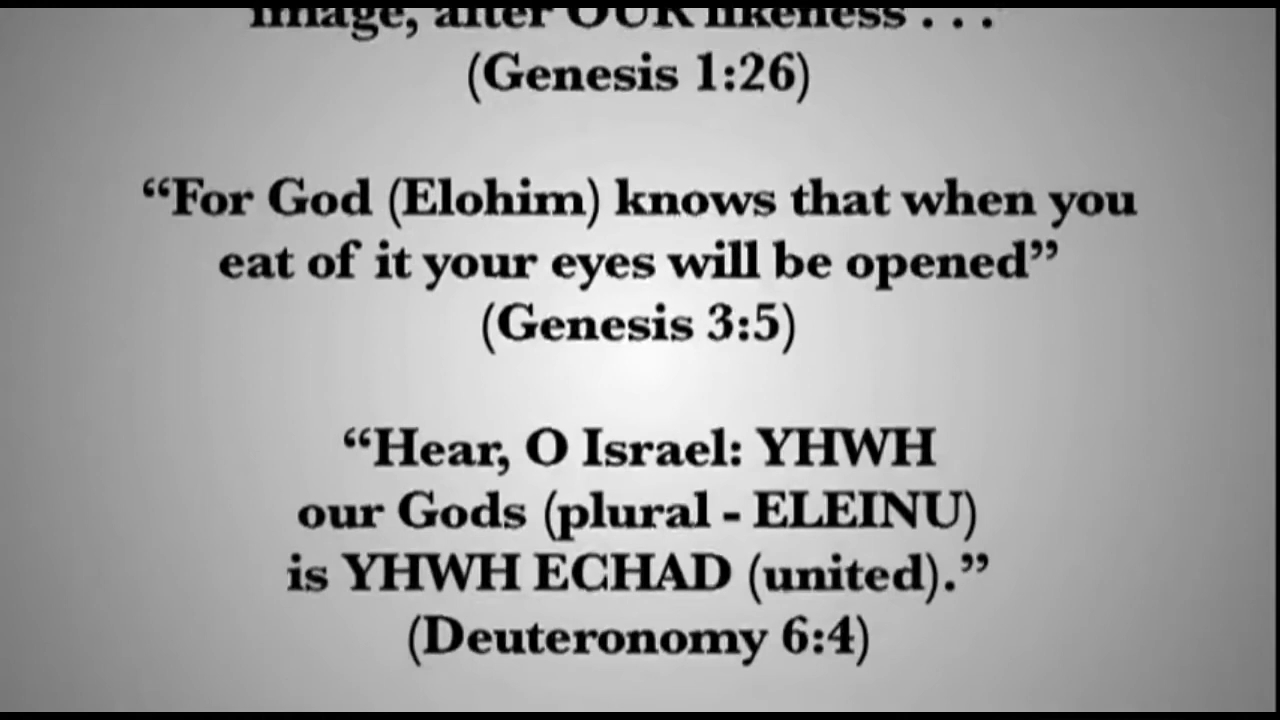 image, after OUR likeness . . .
(Genesis 1:26)
“For God (Elohim) knows that when you
eat of it your eyes will be opened”
(Genesis 3:5)
“Hear, O Israel: YHWH
our Gods (plural - ELEINU)
is YHWH ECHAD (united).”
(Deuteronomy 6:4)